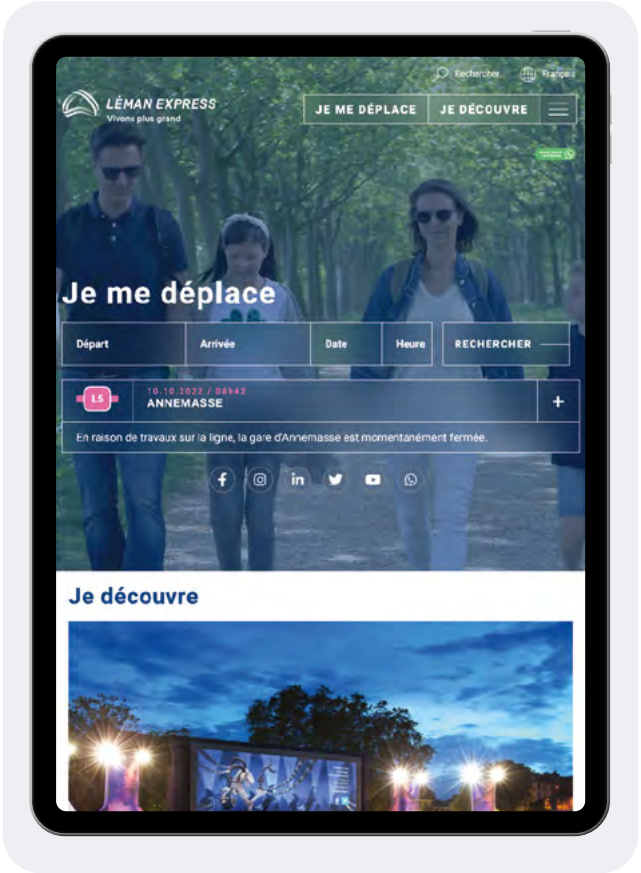 Rechercher Français
LÉMAN EXPRESS
Vivons plus grand
JE ME DÉPLACE JE DÉCOUVRE
Je me déplace
Départ Arrivée Date Heure RECHERCHER
L5
10.10.2022 / 08h42
ANNEMASSE
+
En raison de travaux sur la ligne, la gare d'Annemasse est momentanément fermée.
Je découvre